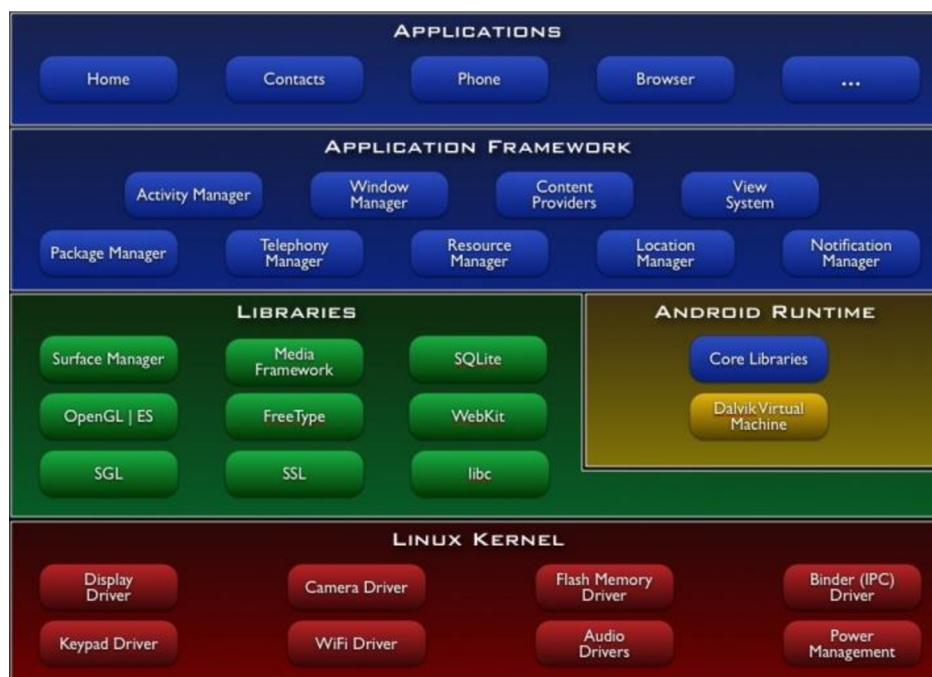 APPLICATIONS
Home
Contacts
Phone
Browser
...
APPLICATION FRAMEWORK
Activity Manager
Window
Manager
Content
Providers
View
System
Package Manager
Telephony
Manager
Resource
Manager
Location
Manager
Notification
Manager
LIBRARIES
Surface Manager
Media
Framework
SQLite
OpenGL | ES
FreeType
WebKit
SGL
SSL
libc
ANDROID RUNTIME
Core Libraries
Dalvik Virtual
Machine
LINUX KERNEL
Display
Driver
Camera Driver
Flash Memory
Driver
Binder (IPC)
Driver
Keypad Driver
WiFi Driver
Audio
Drivers
Power
Management